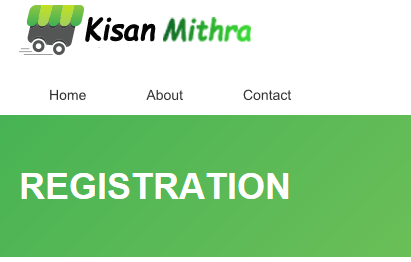 Kisan Mithra
Home About Contact
REGISTRATION